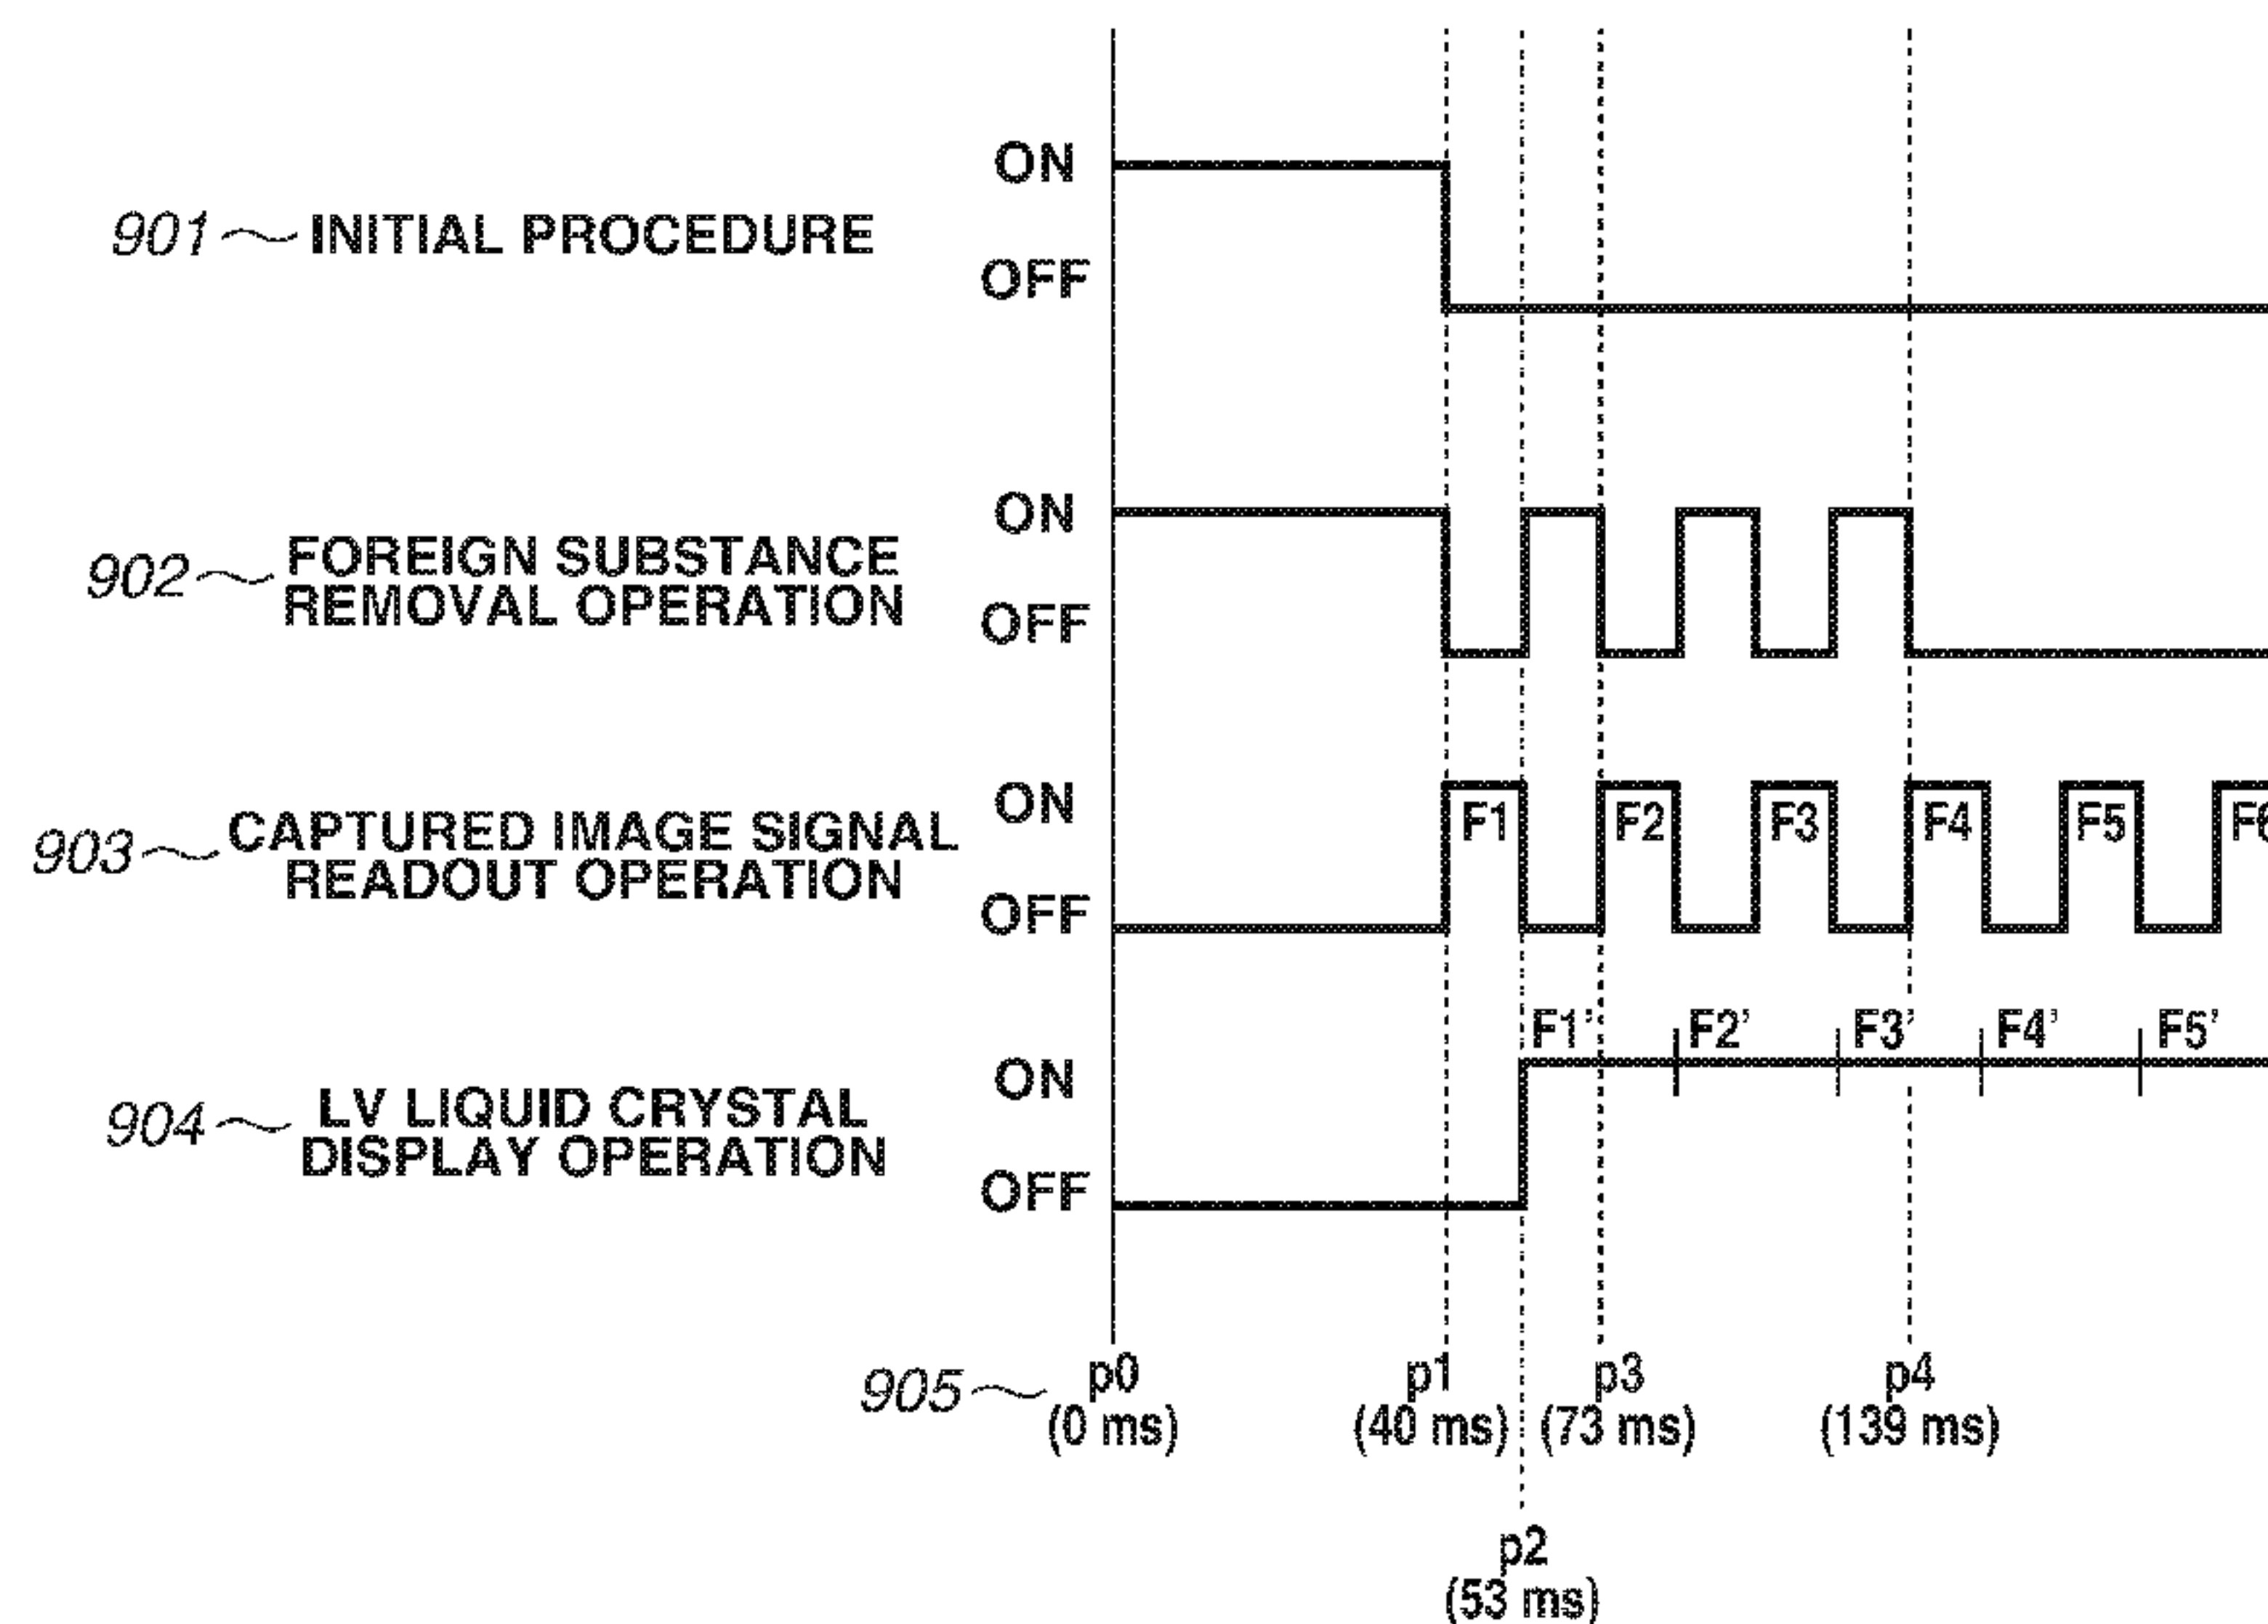 ON
901 INITIAL PROCEDURE
OFF
ON
902 FOREIGN SUBSTANCE
REMOVAL OPERATION
OFF
ON
F1 F2 F3 F4 F5 F6
903 CAPTURED IMAGE SIGNAL
READOUT OPERATION
OFF
F1' F2' F3' F4' F5'
ON
904 LV LIQUID CRYSTAL
DISPLAY OPERATION
OFF
905 p0 p1 p3 p4
(0 ms) (40 ms) (73 ms) (139 ms)
p2
(53 ms)